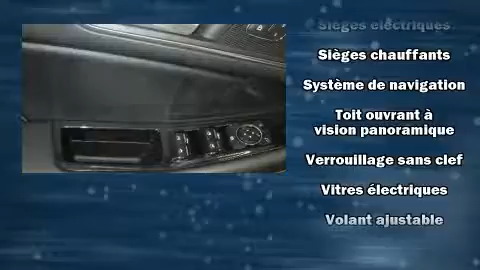 Sièges électriques
Sièges chauffants
Système de navigation
Toit ouvrant à
vision panoramique
Verrouillage sans clef
Vitres électriques
Volant ajustable